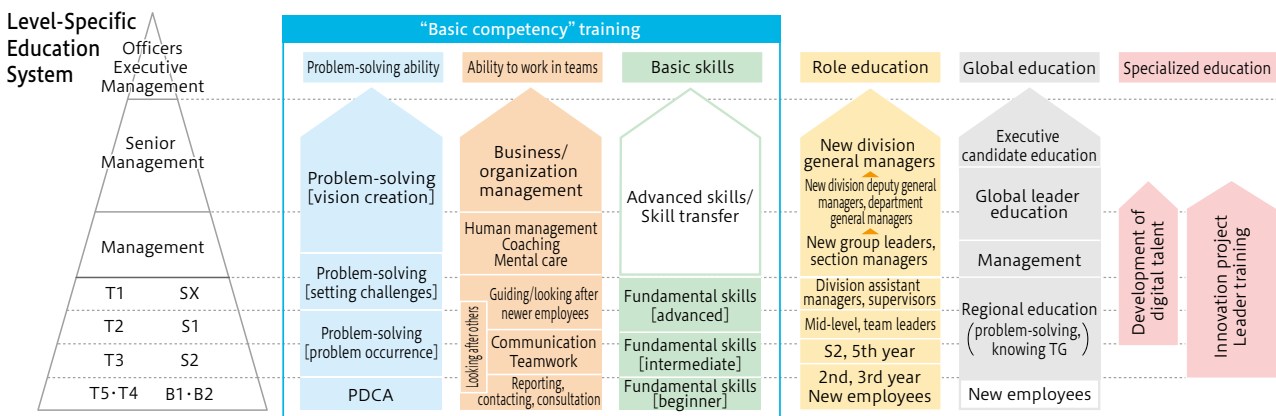 Level-Specific
Education
System
Officers
Executive
Management
Senior
Management
Management
T1 SX
T2 S1
T3 S2
T5・T4 B1・B2
“Basic competency” training
Problem-solving ability
Problem-solving
[vision creation]
Problem-solving
[setting challenges]
Problem-solving
[problem occurrence]
PDCA
Ability to work in teams
Business/
organization
management
Human management
Coaching
Mental care
Looking after others
Guiding/looking after
newer employees
Communication
Teamwork
Reporting,
contacting, consultation
Basic skills
Advanced skills/
Skill transfer
Fundamental skills
[advanced]
Fundamental skills
[intermediate]
Fundamental skills
[beginner]
Role education
New division
general managers
New division deputy general
managers, department
general managers
New group leaders,
section managers
Division assistant
managers, supervisors
Mid-level, team leaders
S2, 5th year
2nd, 3rd year
New employees
Global education
Executive
candidate education
Global leader
education
Management
Regional education
(problem-solving,
knowing TG)
New employees
Specialized education
Development of
digital talent
Innovation project
Leader training